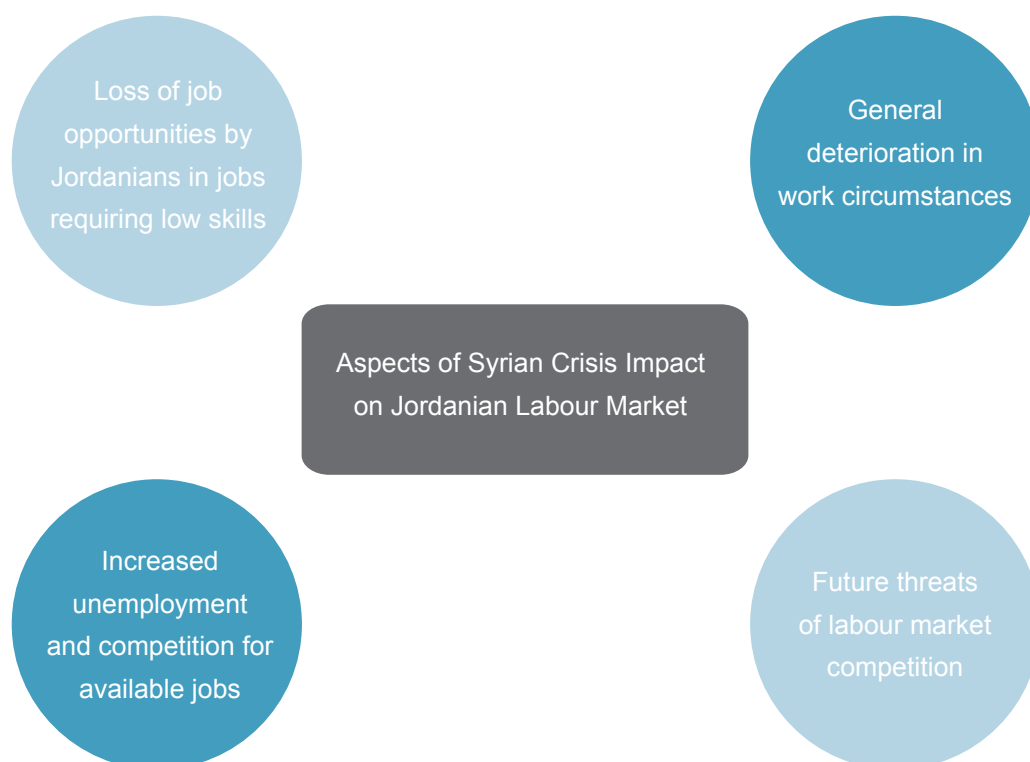 Loss of job
opportunities by
Jordanians in jobs
requiring low skills
General
deterioration in
work circumstances
Aspects of Syrian Crisis Impact
on Jordanian Labour Market
Increased
unemployment
and competition for
available jobs
Future threats
of labour market
competition